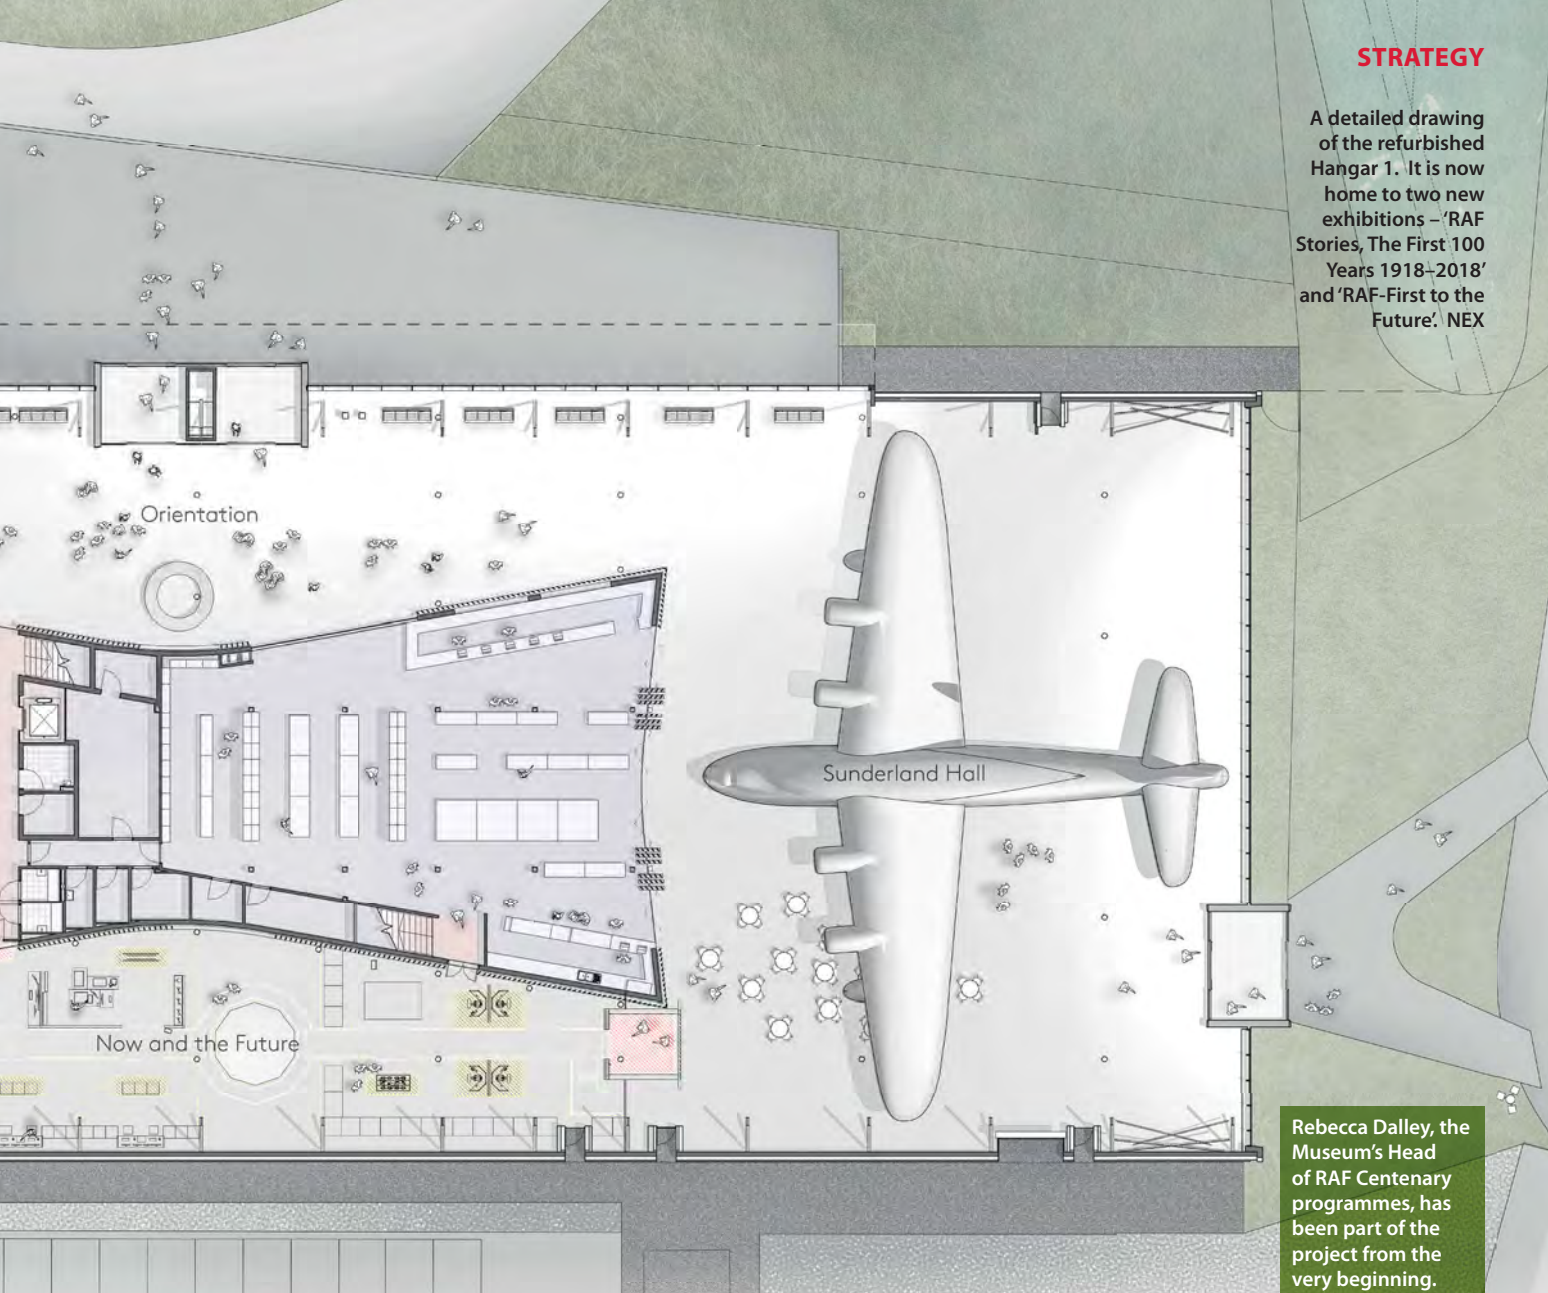 STRATEGY
A detailed drawing
of the refurbished
Hangar 1.  It is now
home to two new
exhibitions – ‘RAF
Stories, The First 100
Years 1918–2018’
and ‘RAF-First to the
Future’.  NEX
Orientation
Sunderland Hall
Now and the Future
Rebecca Dalley, the
Museum’s Head
of RAF Centenary
programmes, has
been part of the
project from the
very beginning.